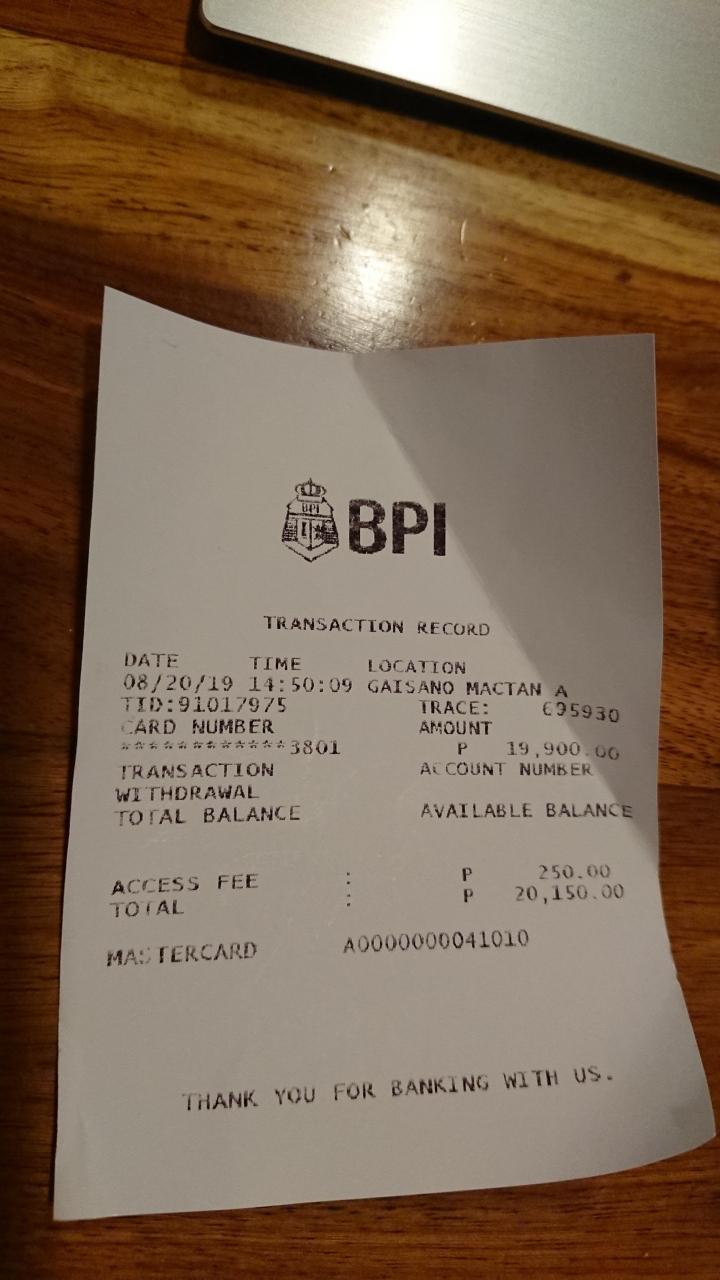 BPI
BPI
TRANSACTION RECORD
DATE TIME LOCATION
08/20/19 14:50:09 GAISANO MACTAN A
TID:91017975 TRACE: 695930
CARD NUMBER AMOUNT
************3801 P 19,900.00
TRANSACTION ACCOUNT NUMBER
WITHDRAWAL
TOTAL BALANCE AVAILABLE BALANCE
ACCESS FEE : P 250.00
TOTAL : P 20,150.00
MASTERCARD A0000000041010
THANK YOU FOR BANKING WITH US.